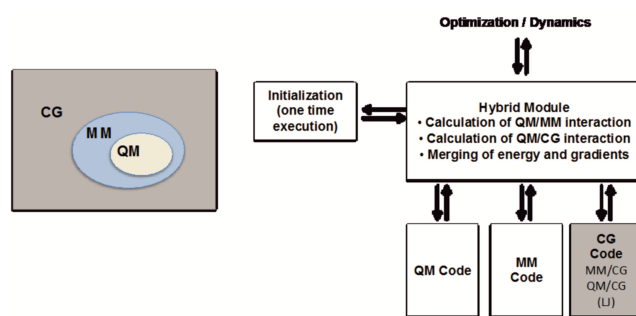 Optimization / Dynamics
CG
MM
QM
Initialization
(one time
execution)
Hybrid Module
• Calculation of QM/MM interaction
• Calculation of QM/CG interaction
• Merging of energy and gradients
QM Code
MM
Code
CG
Code
MM/CG
QM/CG
(LJ)